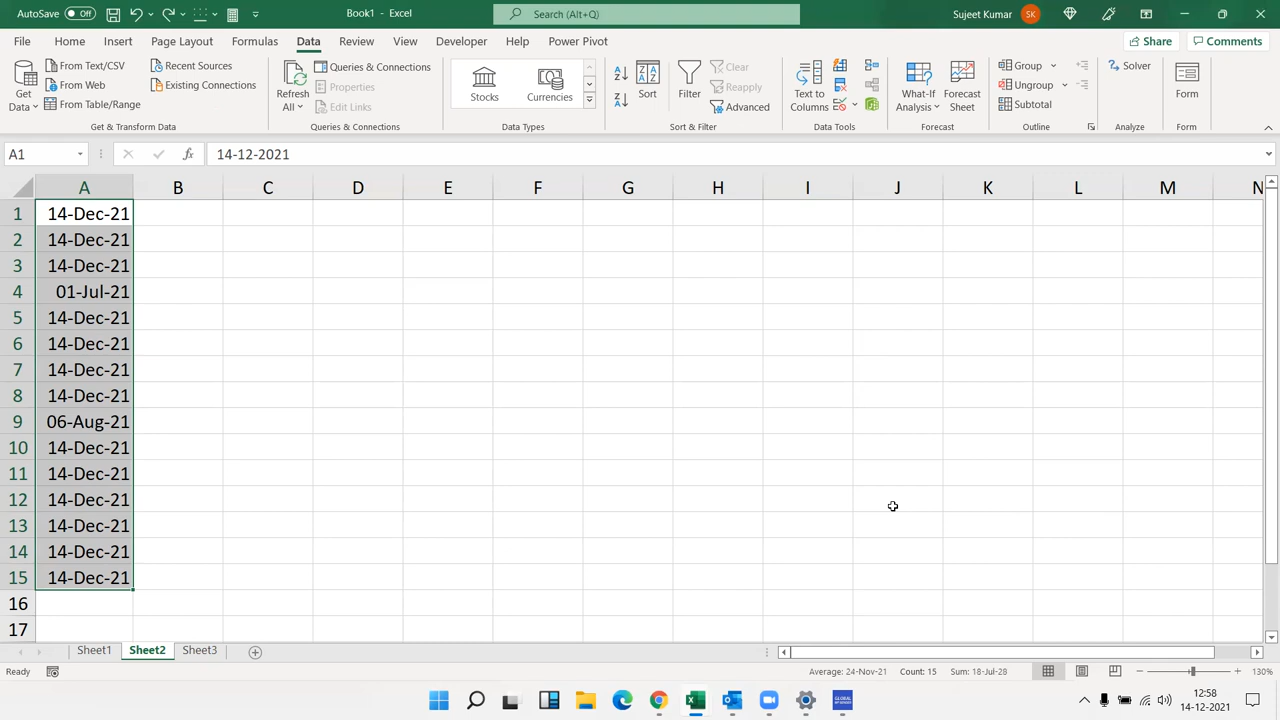 AutoSave Off Book1 - Excel Search (Alt+Q) Sujeet Kumar SK
File Home Insert Page Layout Formulas Data Review View Developer Help Power Pivot Share Comments
Get Data From Text/CSV From Web From Table/Range Recent Sources Existing Connections
Refresh All Queries & Connections Properties Edit Links
Stocks Currencies
Sort Filter Clear Reapply Advanced
Text to Columns
What-If Analysis Forecast Sheet
Group Ungroup Subtotal
Solver
Form
Get & Transform Data Queries & Connections Data Types Sort & Filter Data Tools Forecast Outline Analyze Form
A1 fx 14-12-2021
A B C D E F G H I J K L M N
1 14-Dec-21
2 14-Dec-21
3 14-Dec-21
4 01-Jul-21
5 14-Dec-21
6 14-Dec-21
7 14-Dec-21
8 14-Dec-21
9 06-Aug-21
10 14-Dec-21
11 14-Dec-21
12 14-Dec-21
13 14-Dec-21
14 14-Dec-21
15 14-Dec-21
16
17
Sheet1 Sheet2 Sheet3
Ready Average: 24-Nov-21 Count: 15 Sum: 18-Jul-28 130%
12:58
14-12-2021